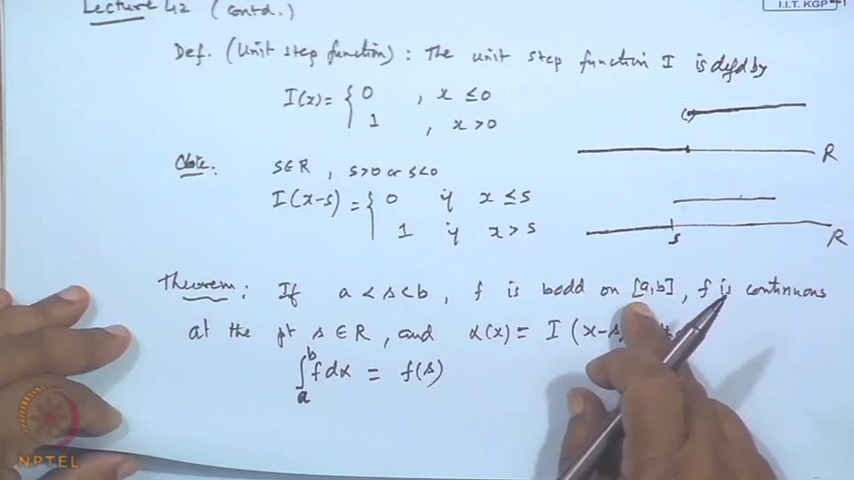 Lecture 42 (contd.)
I.I.T. KGP
Def. (Unit step function) : The unit step function I is defd by
I(x) = { 0 , x ≤ 0
1 , x > 0
R
Note. s∈R , s>0 or s<0
I(x-s) = { 0 if x ≤ s
1 if x > s
s
R
Theorem : If a < s < b , f is bdd on [a,b] , f is continuous
at the pt s ∈ R , and α(x) = I (x-s)
∫_a^b f dα = f(s)
NPTEL